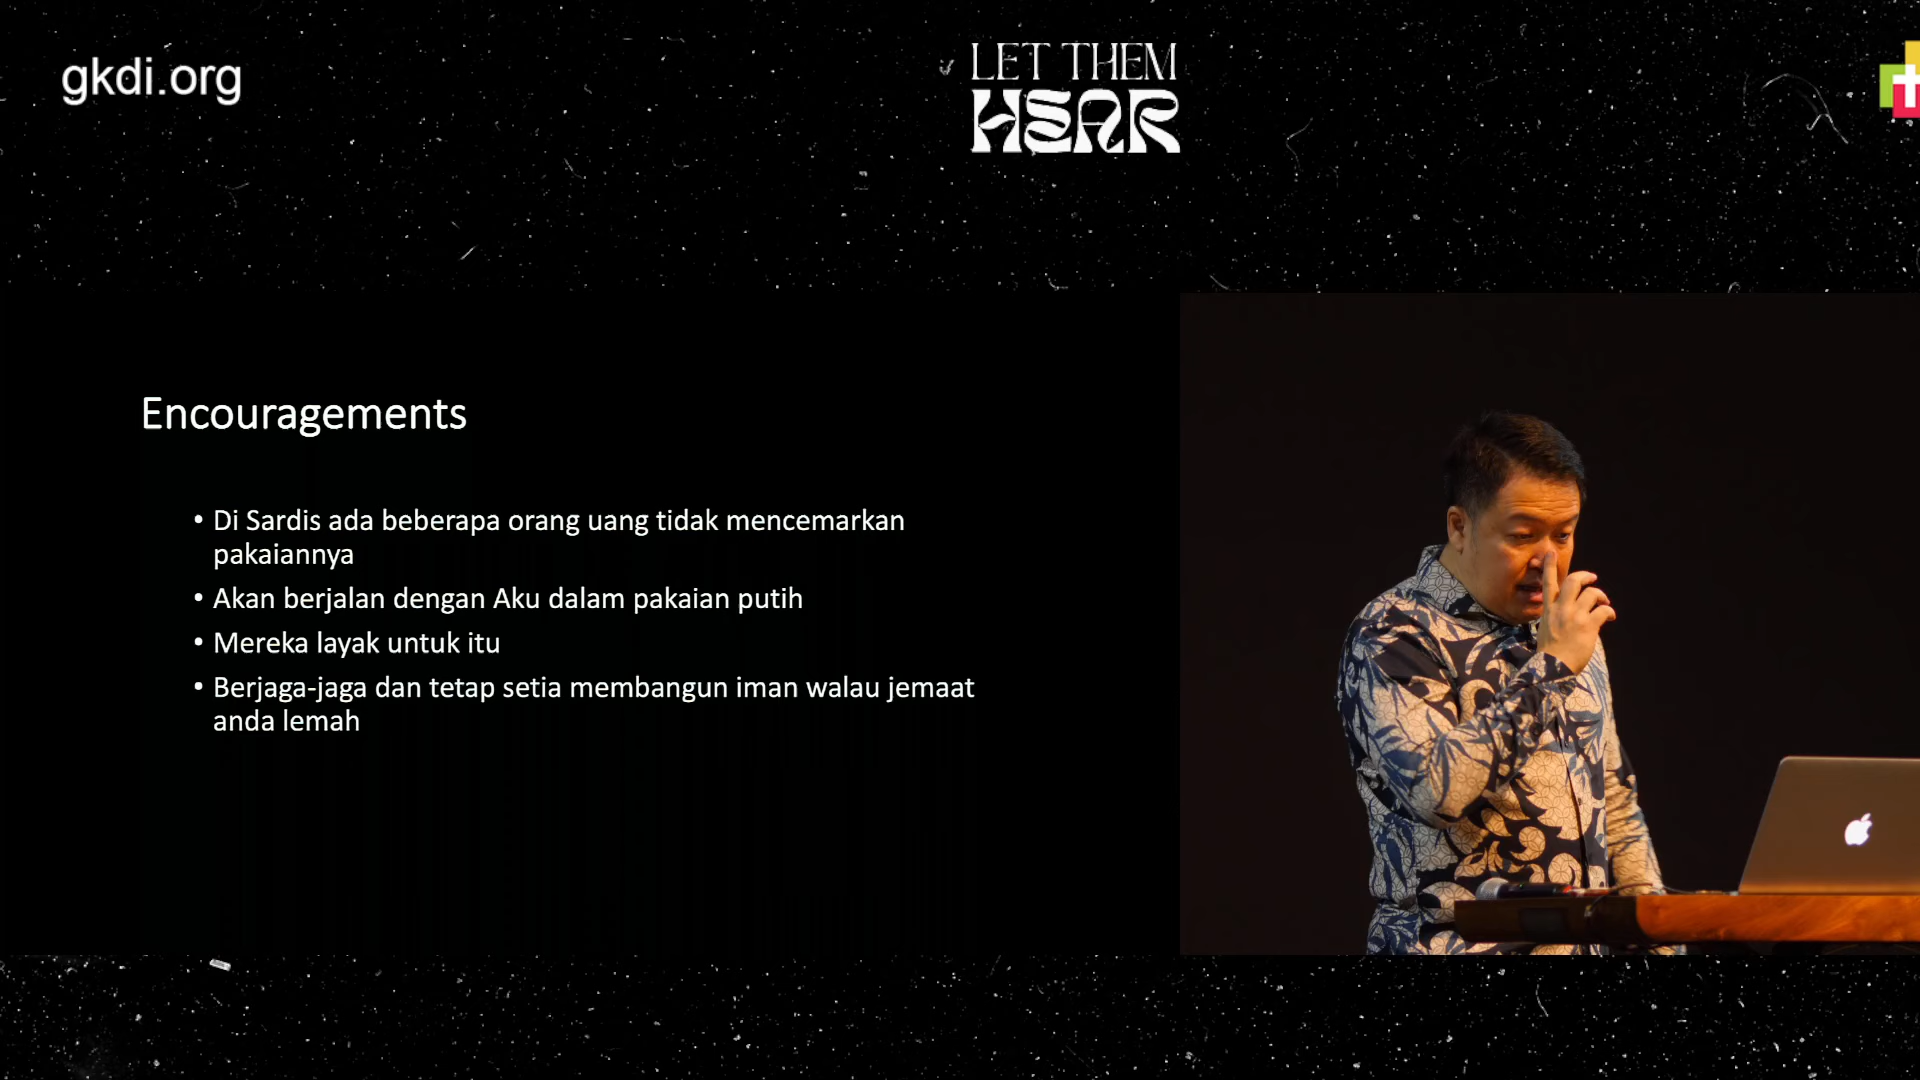 gkdi.org
LET THEM
HEAR
Encouragements
• Di Sardis ada beberapa orang uang tidak mencemarkan
pakaiannya
• Akan berjalan dengan Aku dalam pakaian putih
• Mereka layak untuk itu
• Berjaga-jaga dan tetap setia membangun iman walau jemaat
anda lemah